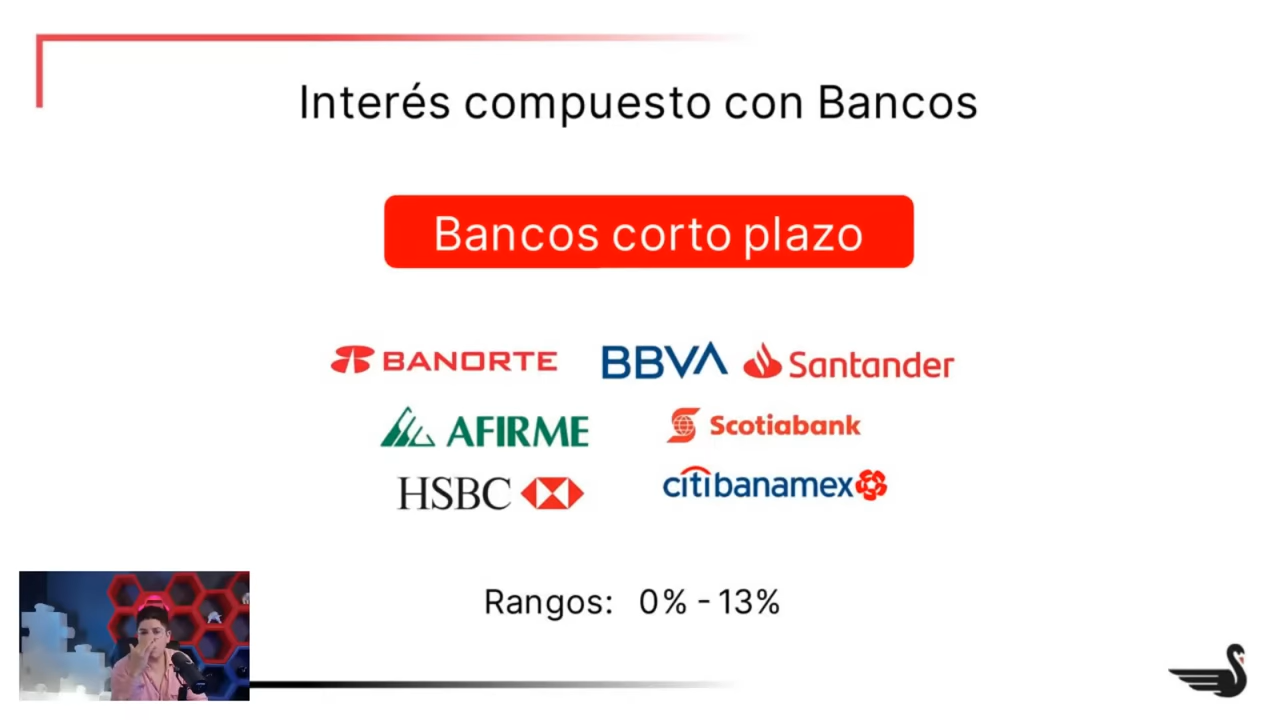 Interés compuesto con Bancos
Bancos corto plazo
BANORTE BBVA Santander
AFIRME Scotiabank
HSBC citibanamex
Rangos: 0% - 13%